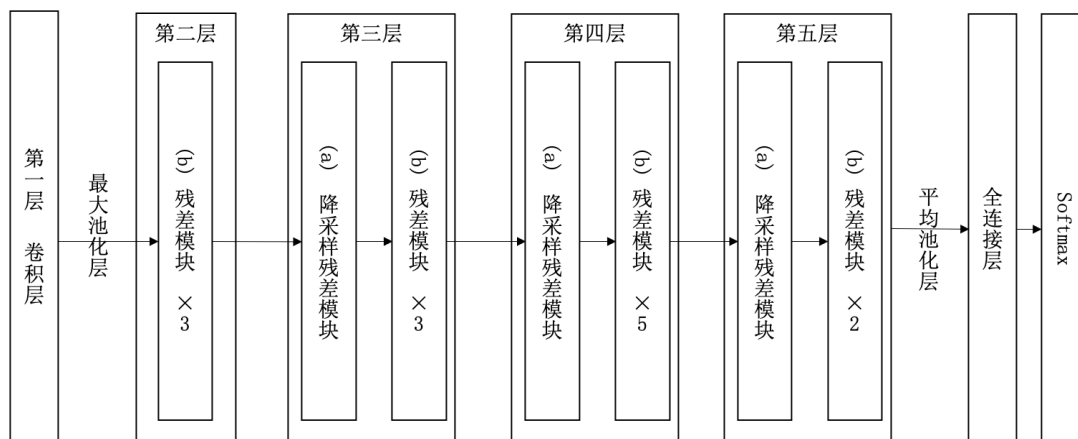 第一层 卷积层
最大池化层
第二层
(b) 残差模块 ×3
第三层
(a) 降采样残差模块
(b) 残差模块 ×3
第四层
(a) 降采样残差模块
(b) 残差模块 ×5
第五层
(a) 降采样残差模块
(b) 残差模块 ×2
平均池化层
全连接层
Softmax